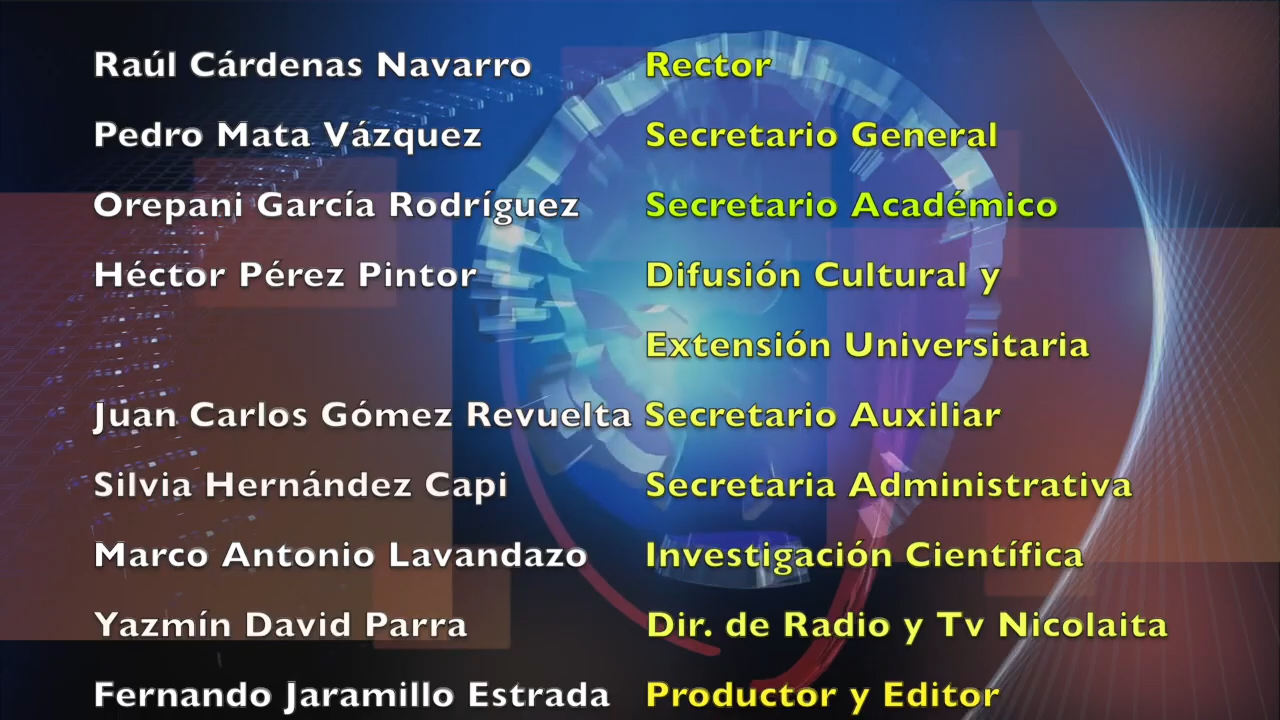 Raúl Cárdenas Navarro Rector
Pedro Mata Vázquez Secretario General
Orepani García Rodríguez Secretario Académico
Héctor Pérez Pintor Difusión Cultural y
Extensión Universitaria
Juan Carlos Gómez Revuelta Secretario Auxiliar
Silvia Hernández Capi Secretaria Administrativa
Marco Antonio Lavandazo Investigación Científica
Yazmín David Parra Dir. de Radio y Tv Nicolaita
Fernando Jaramillo Estrada Productor y Editor